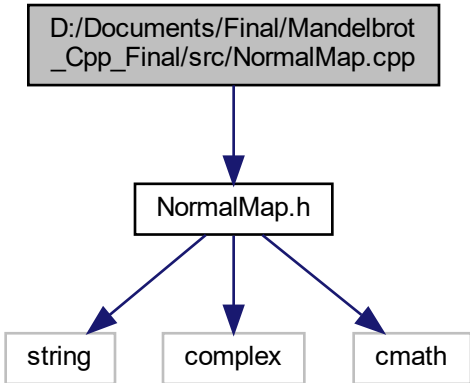 D:/Documents/Final/Mandelbrot
_Cpp_Final/src/NormalMap.cpp
NormalMap.h
string
complex
cmath